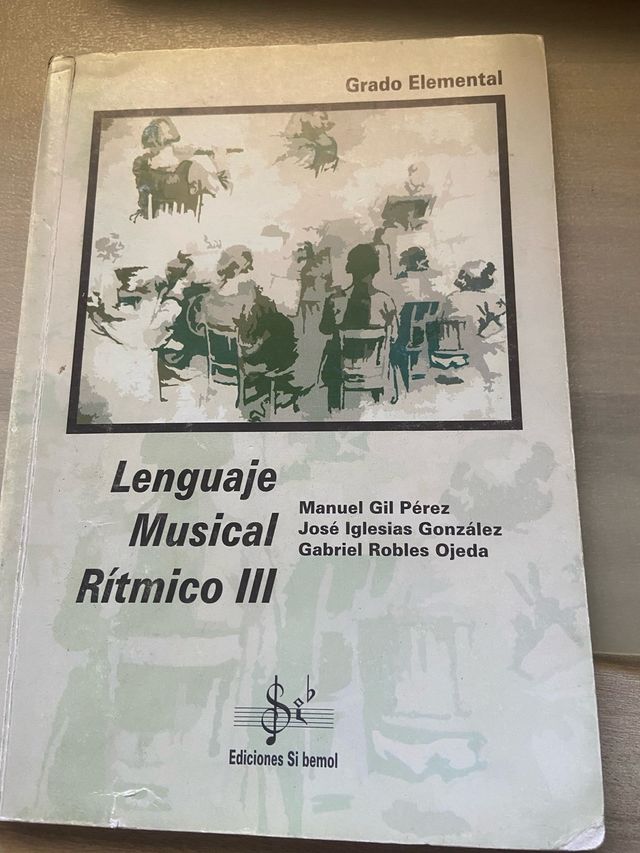 Grado Elemental
Lenguaje
Musical
Rítmico III
Manuel Gil Pérez
José Iglesias González
Gabriel Robles Ojeda
Ediciones Si bemol